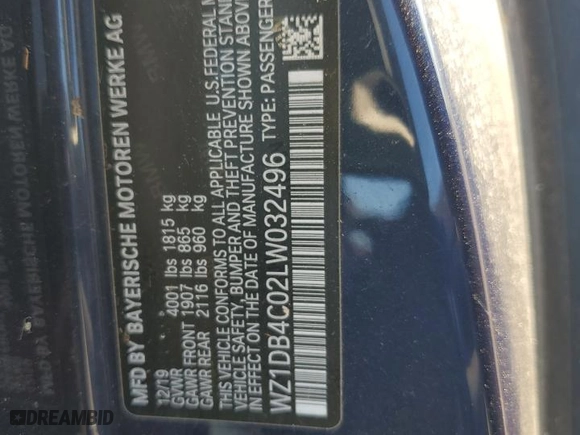 MFD BY BAYERISCHE MOTOREN WERKE AG
12/19
GVWR 4001 lbs 1815 kg
GAWR FRONT 1907 lbs 865 kg
GAWR REAR 2116 lbs 960 kg
THIS VEHICLE CONFORMS TO ALL APPLICABLE U.S.FEDERAL M
VEHICLE SAFETY, BUMPER AND THEFT PREVENTION STAN
EFFECT ON THE DATE OF MANUFACTURE SHOWN ABOV
WZ1DB4C02LW032496 TYPE: PASSENGER
DREAMBID